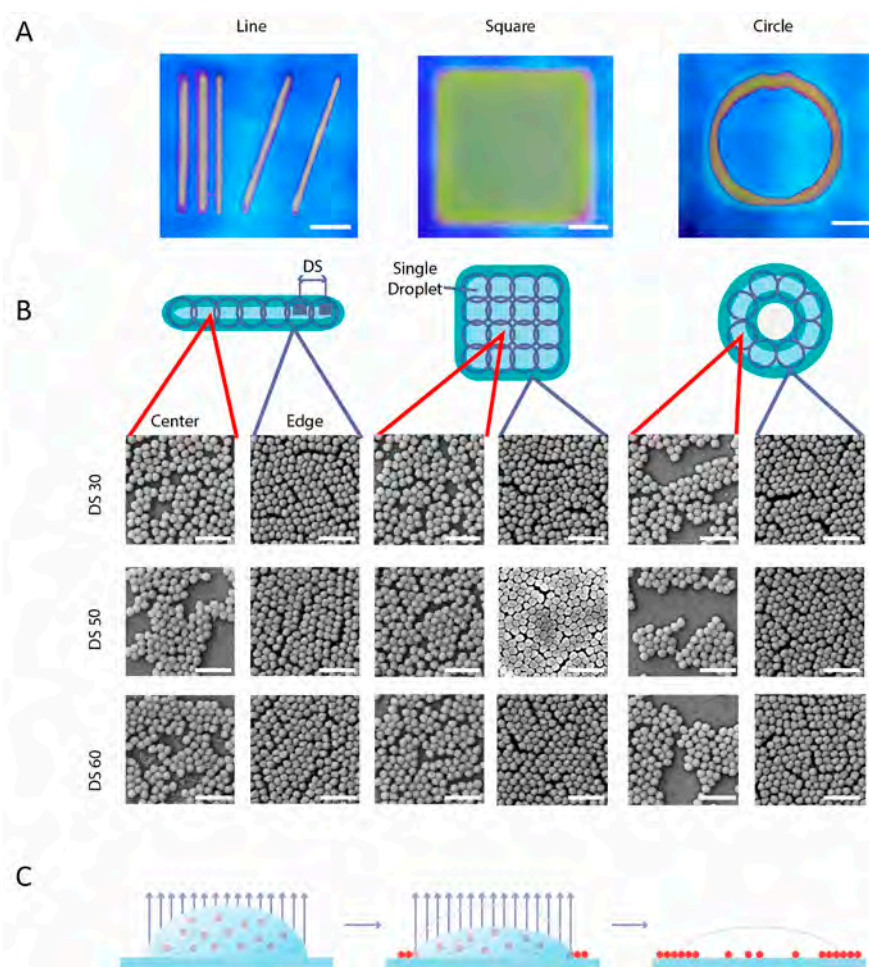 A
Line
Square
Circle
B
DS
Single
Droplet
Center
Edge
DS 30
DS 50
DS 60
C